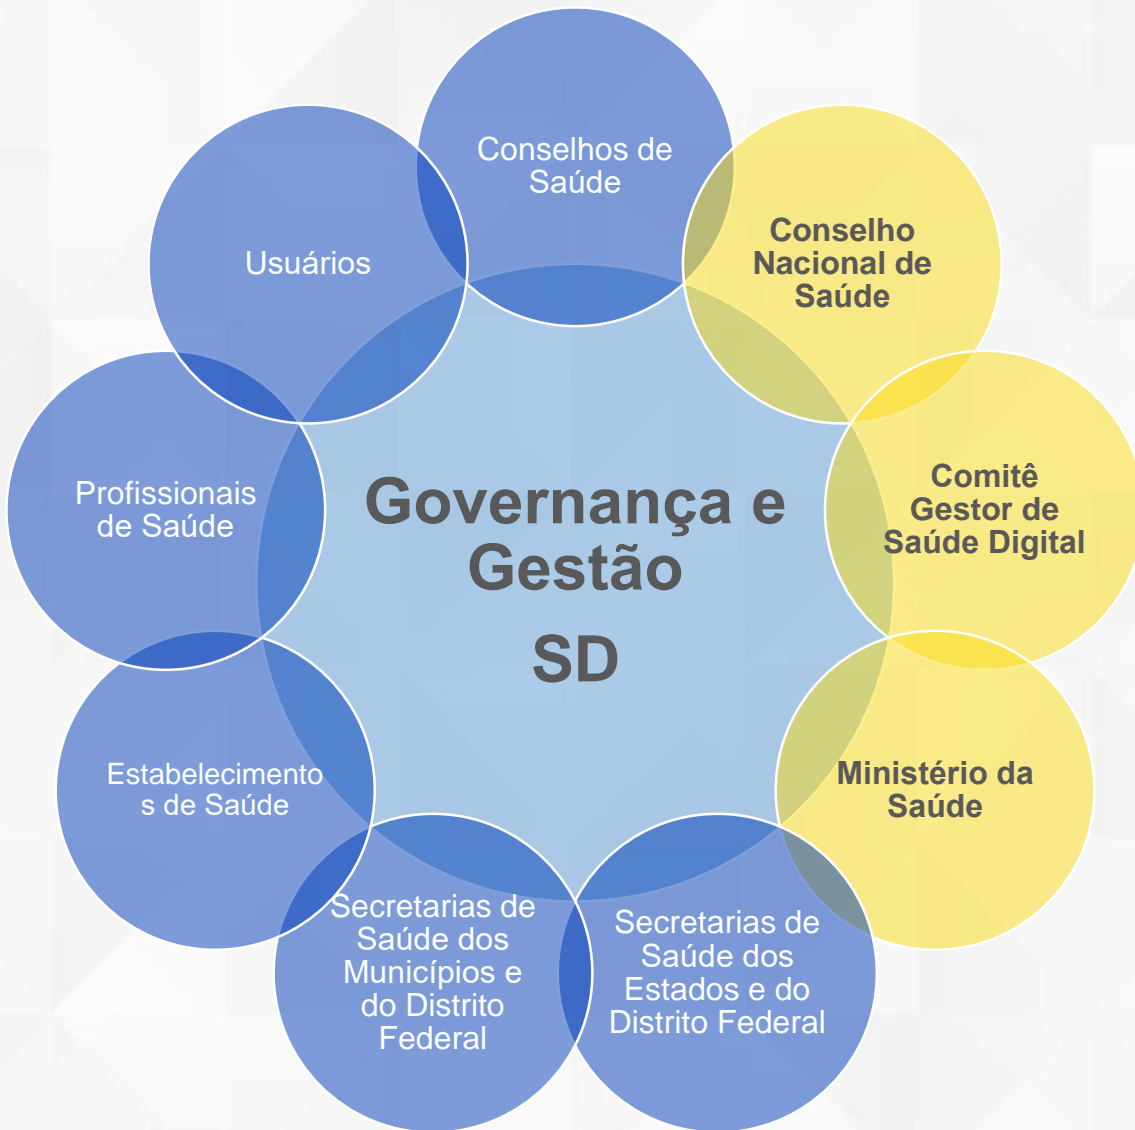 Conselhos de
Saúde
Conselho
Nacional de
Saúde
Usuários
Comitê
Gestor de
Saúde Digital
Profissionais
de Saúde
Governança e
Gestão
SD
Ministério da
Saúde
Estabelecimento
s de Saúde
Secretarias de
Saúde dos
Municípios e
do Distrito
Federal
Secretarias de
Saúde dos
Estados e do
Distrito Federal